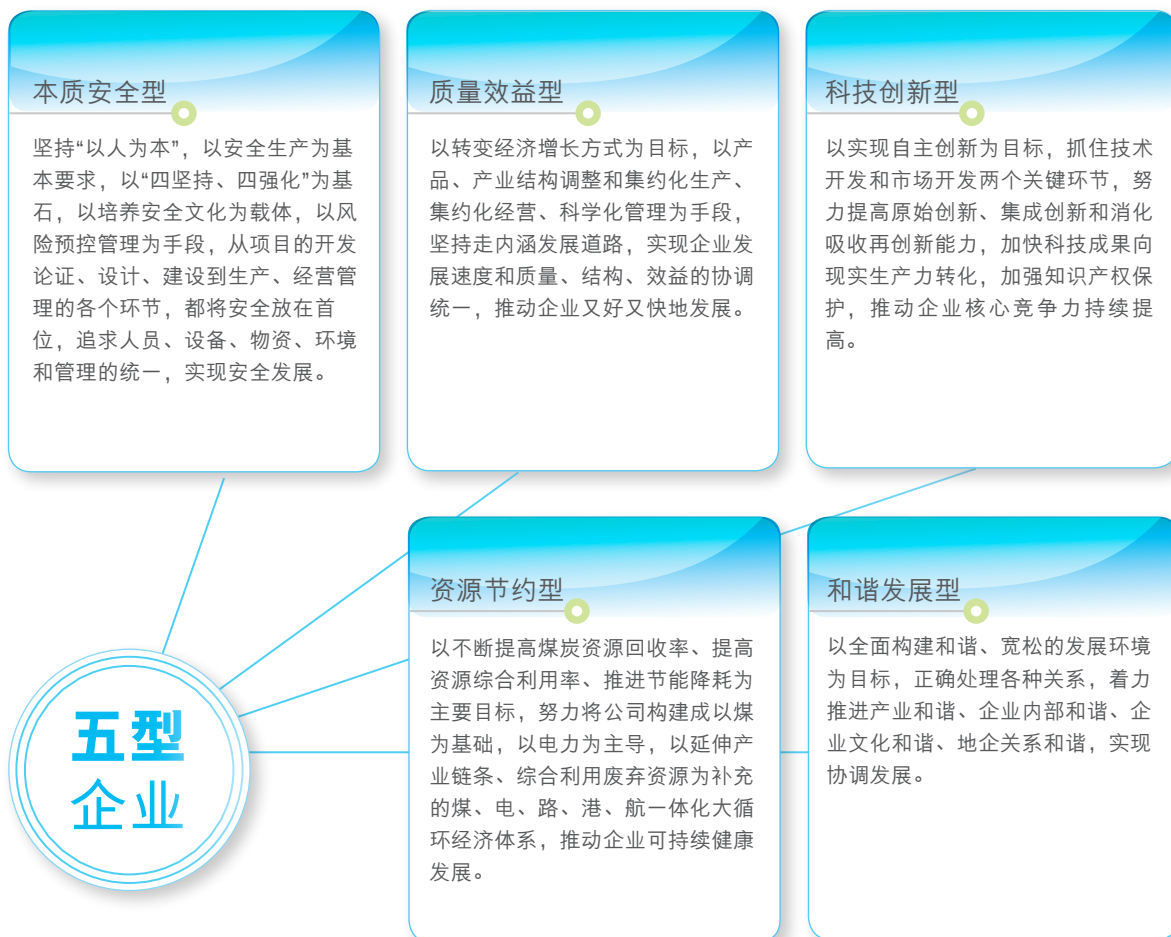 本质安全型
坚持“以人为本”，以安全生产为基
本要求，以“四坚持、四强化”为基
石，以培养安全文化为载体，以风
险预控管理为手段，从项目的开发
论证、设计、建设到生产、经营管
理的各个环节，都将安全放在首
位，追求人员、设备、物资、环境
和管理的统一，实现安全发展。
质量效益型
以转变经济增长方式为目标，以产
品、产业结构调整和集约化生产、
集约化经营、科学化管理为手段，
坚持走内涵发展道路，实现企业发
展速度和质量、结构、效益的协调
统一，推动企业又好又快地发展。
科技创新型
以实现自主创新为目标，抓住技术
开发和市场开发两个关键环节，努
力提高原始创新、集成创新和消化
吸收再创新能力，加快科技成果向
现实生产力转化，加强知识产权保
护，推动企业核心竞争力持续提
高。
五型
企业
资源节约型
以不断提高煤炭资源回收率、提高
资源综合利用率、推进节能降耗为
主要目标，努力将公司构建成以煤
为基础，以电力为主导，以延伸产
业链条、综合利用废弃资源为补充
的煤、电、路、港、航一体化大循
环经济体系，推动企业可持续健康
发展。
和谐发展型
以全面构建和谐、宽松的发展环境
为目标，正确处理各种关系，着力
推进产业和谐、企业内部和谐、企
业文化和谐、地企关系和谐，实现
协调发展。